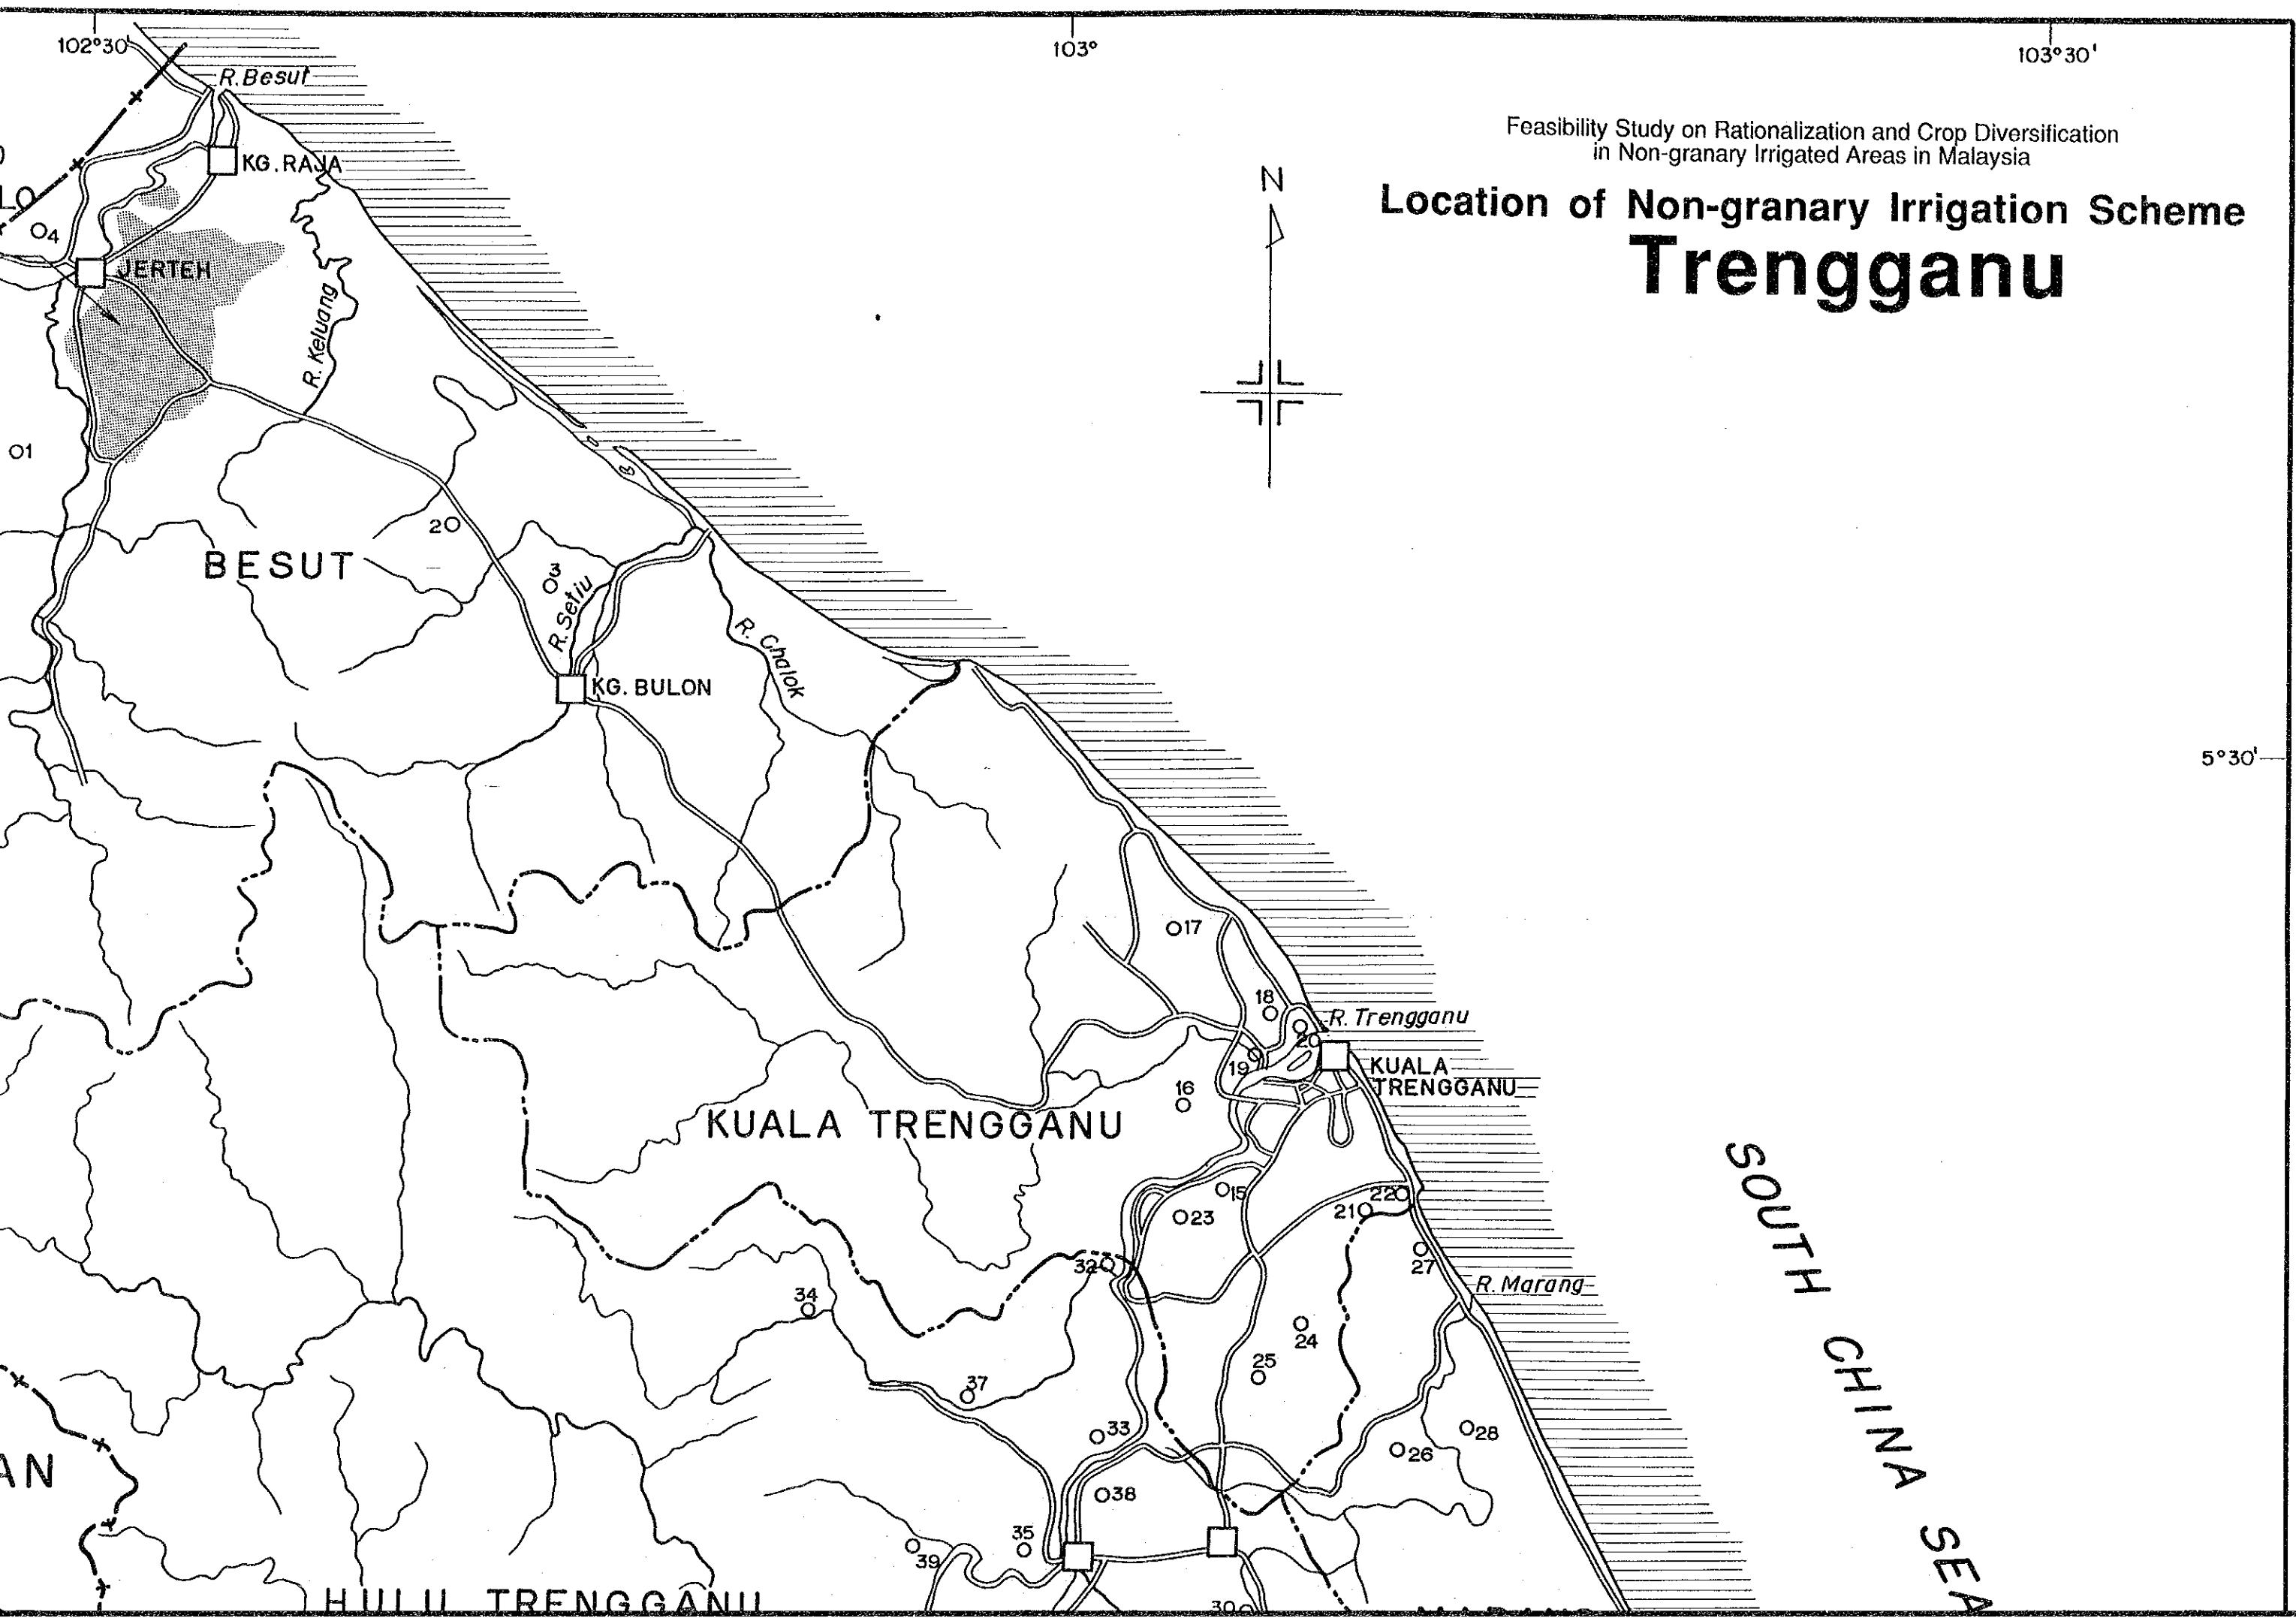 102°30'
103°
103°30'
R. Besut
Feasibility Study on Rationalization and Crop Diversification
in Non-granary Irrigated Areas in Malaysia
Location of Non-granary Irrigation Scheme
Trengganu
N
KG. RAJA
LO
4
JERTEH
R. Keluang
1
2
BESUT
3
R. Setiu
R. Chalok
KG. BULON
5°30'
17
18
R. Trengganu
20
19
KUALA
TRENGGANU
16
KUALA TRENGGANU
15
22
21
23
27
32
R. Marang
34
24
25
37
33
28
26
38
35
39
AN
SOUTH CHINA SEA
HULU TRENGGANU
30